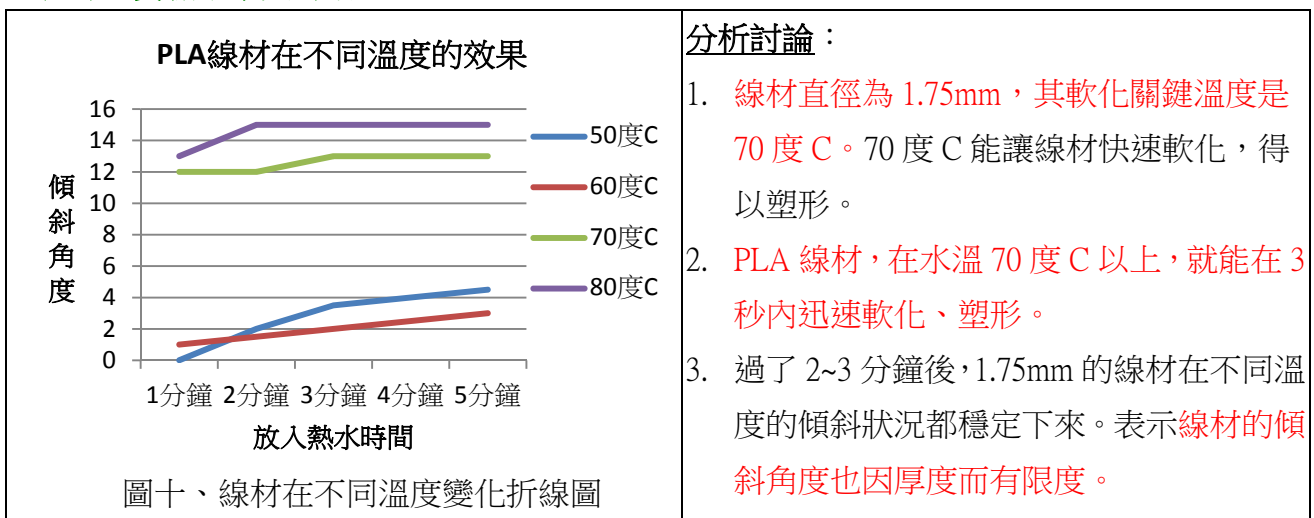 PLA線材在不同溫度的效果
16
14
12
10
8
6
4
2
0
傾斜角度
1分鐘 2分鐘 3分鐘 4分鐘 5分鐘
放入熱水時間
50度C
60度C
70度C
80度C
圖十、線材在不同溫度變化折線圖
分析討論：
1. 線材直徑為 1.75mm，其軟化關鍵溫度是
70 度 C。70 度 C 能讓線材快速軟化，得
以塑形。
2. PLA 線材，在水溫 70 度 C 以上，就能在 3
秒內迅速軟化、塑形。
3. 過了 2~3 分鐘後，1.75mm 的線材在不同溫
度的傾斜狀況都穩定下來。表示線材的傾
斜角度也因厚度而有限度。